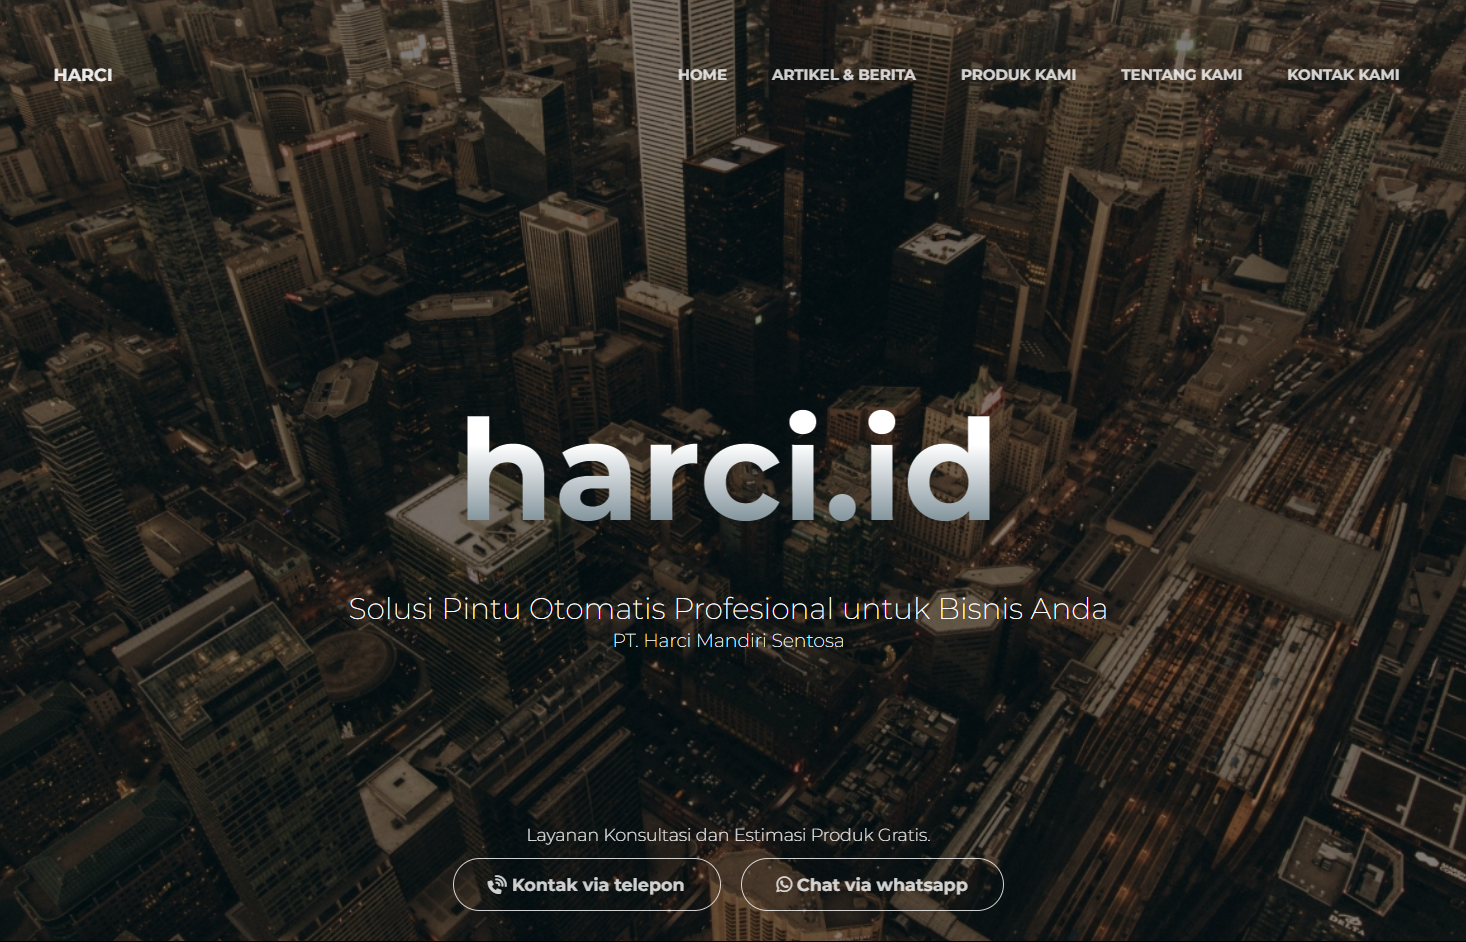 HARCI
HOME ARTIKEL & BERITA PRODUK KAMI TENTANG KAMI KONTAK KAMI
harci.id
Solusi Pintu Otomatis Profesional untuk Bisnis Anda
PT. Harci Mandiri Sentosa
Layanan Konsultasi dan Estimasi Produk Gratis.
Kontak via telepon
Chat via whatsapp
DELTA